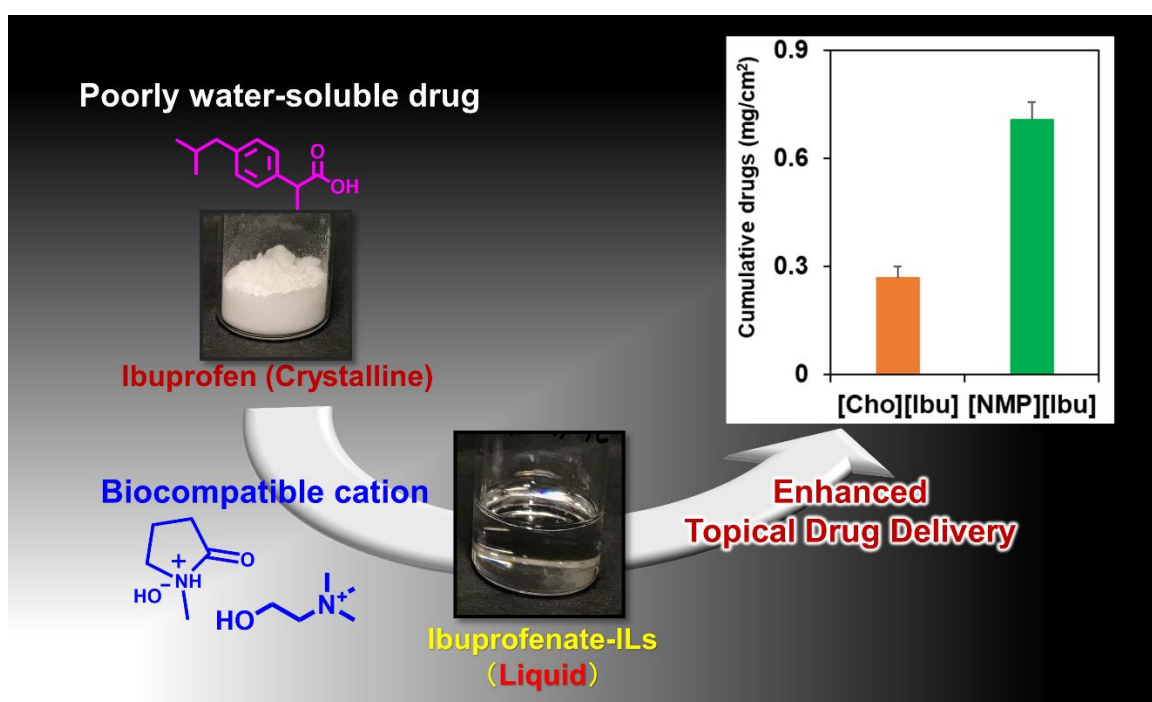 Poorly water-soluble drug
O
OH
Ibuprofen (Crystalline)
Biocompatible cation
O
+
NH
HO⁻
HO
N⁺
Ibuprofenate-ILs
(Liquid)
Enhanced
Topical Drug Delivery
Cumulative drugs (mg/cm²)
0.9
0.6
0.3
0
[Cho][Ibu] [NMP][Ibu]